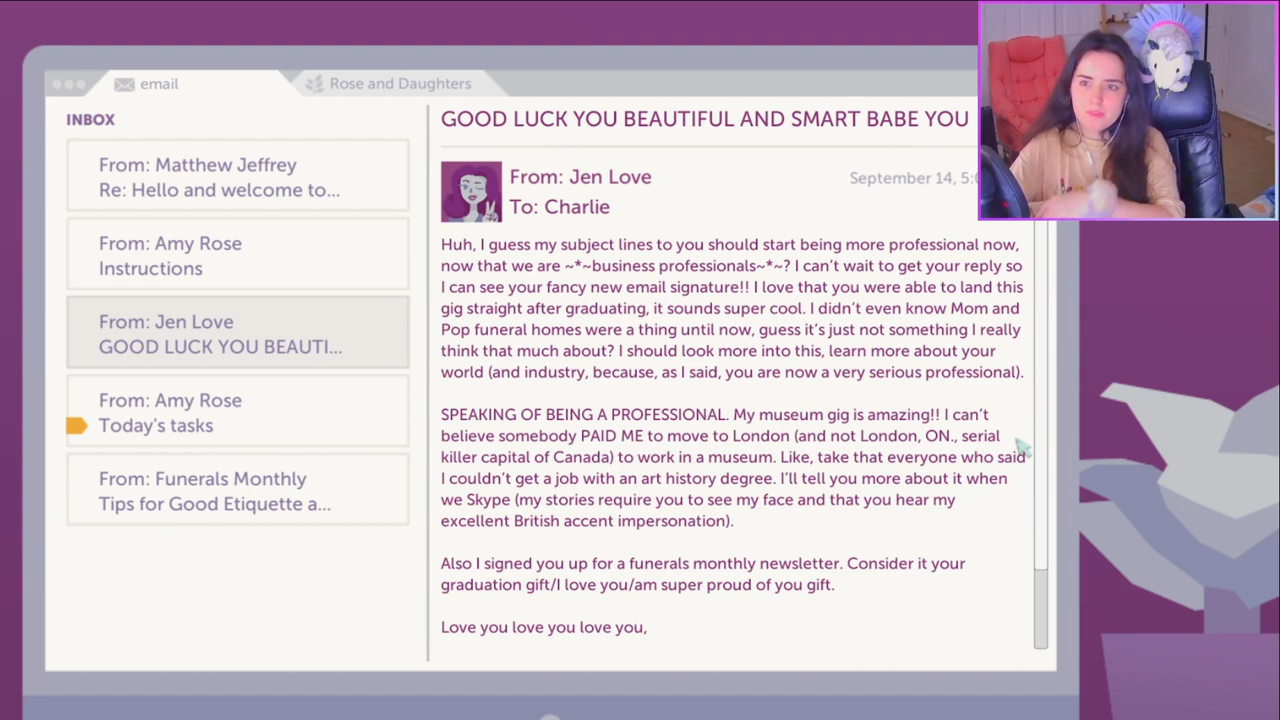 email
Rose and Daughters
INBOX
From: Matthew Jeffrey
Re: Hello and welcome to...
From: Amy Rose
Instructions
From: Jen Love
GOOD LUCK YOU BEAUTI...
From: Amy Rose
Today's tasks
From: Funerals Monthly
Tips for Good Etiquette a...
GOOD LUCK YOU BEAUTIFUL AND SMART BABE YOU
From: Jen Love
September 14, 5:
To: Charlie
Huh, I guess my subject lines to you should start being more professional now,
now that we are ~*~business professionals~*~? I can't wait to get your reply so
I can see your fancy new email signature!! I love that you were able to land this
gig straight after graduating, it sounds super cool. I didn't even know Mom and
Pop funeral homes were a thing until now, guess it's just not something I really
think that much about? I should look more into this, learn more about your
world (and industry, because, as I said, you are now a very serious professional).
SPEAKING OF BEING A PROFESSIONAL. My museum gig is amazing!! I can't
believe somebody PAID ME to move to London (and not London, ON., serial
killer capital of Canada) to work in a museum. Like, take that everyone who said
I couldn't get a job with an art history degree. I'll tell you more about it when
we Skype (my stories require you to see my face and that you hear my
excellent British accent impersonation).
Also I signed you up for a funerals monthly newsletter. Consider it your
graduation gift/I love you/am super proud of you gift.
Love you love you love you,